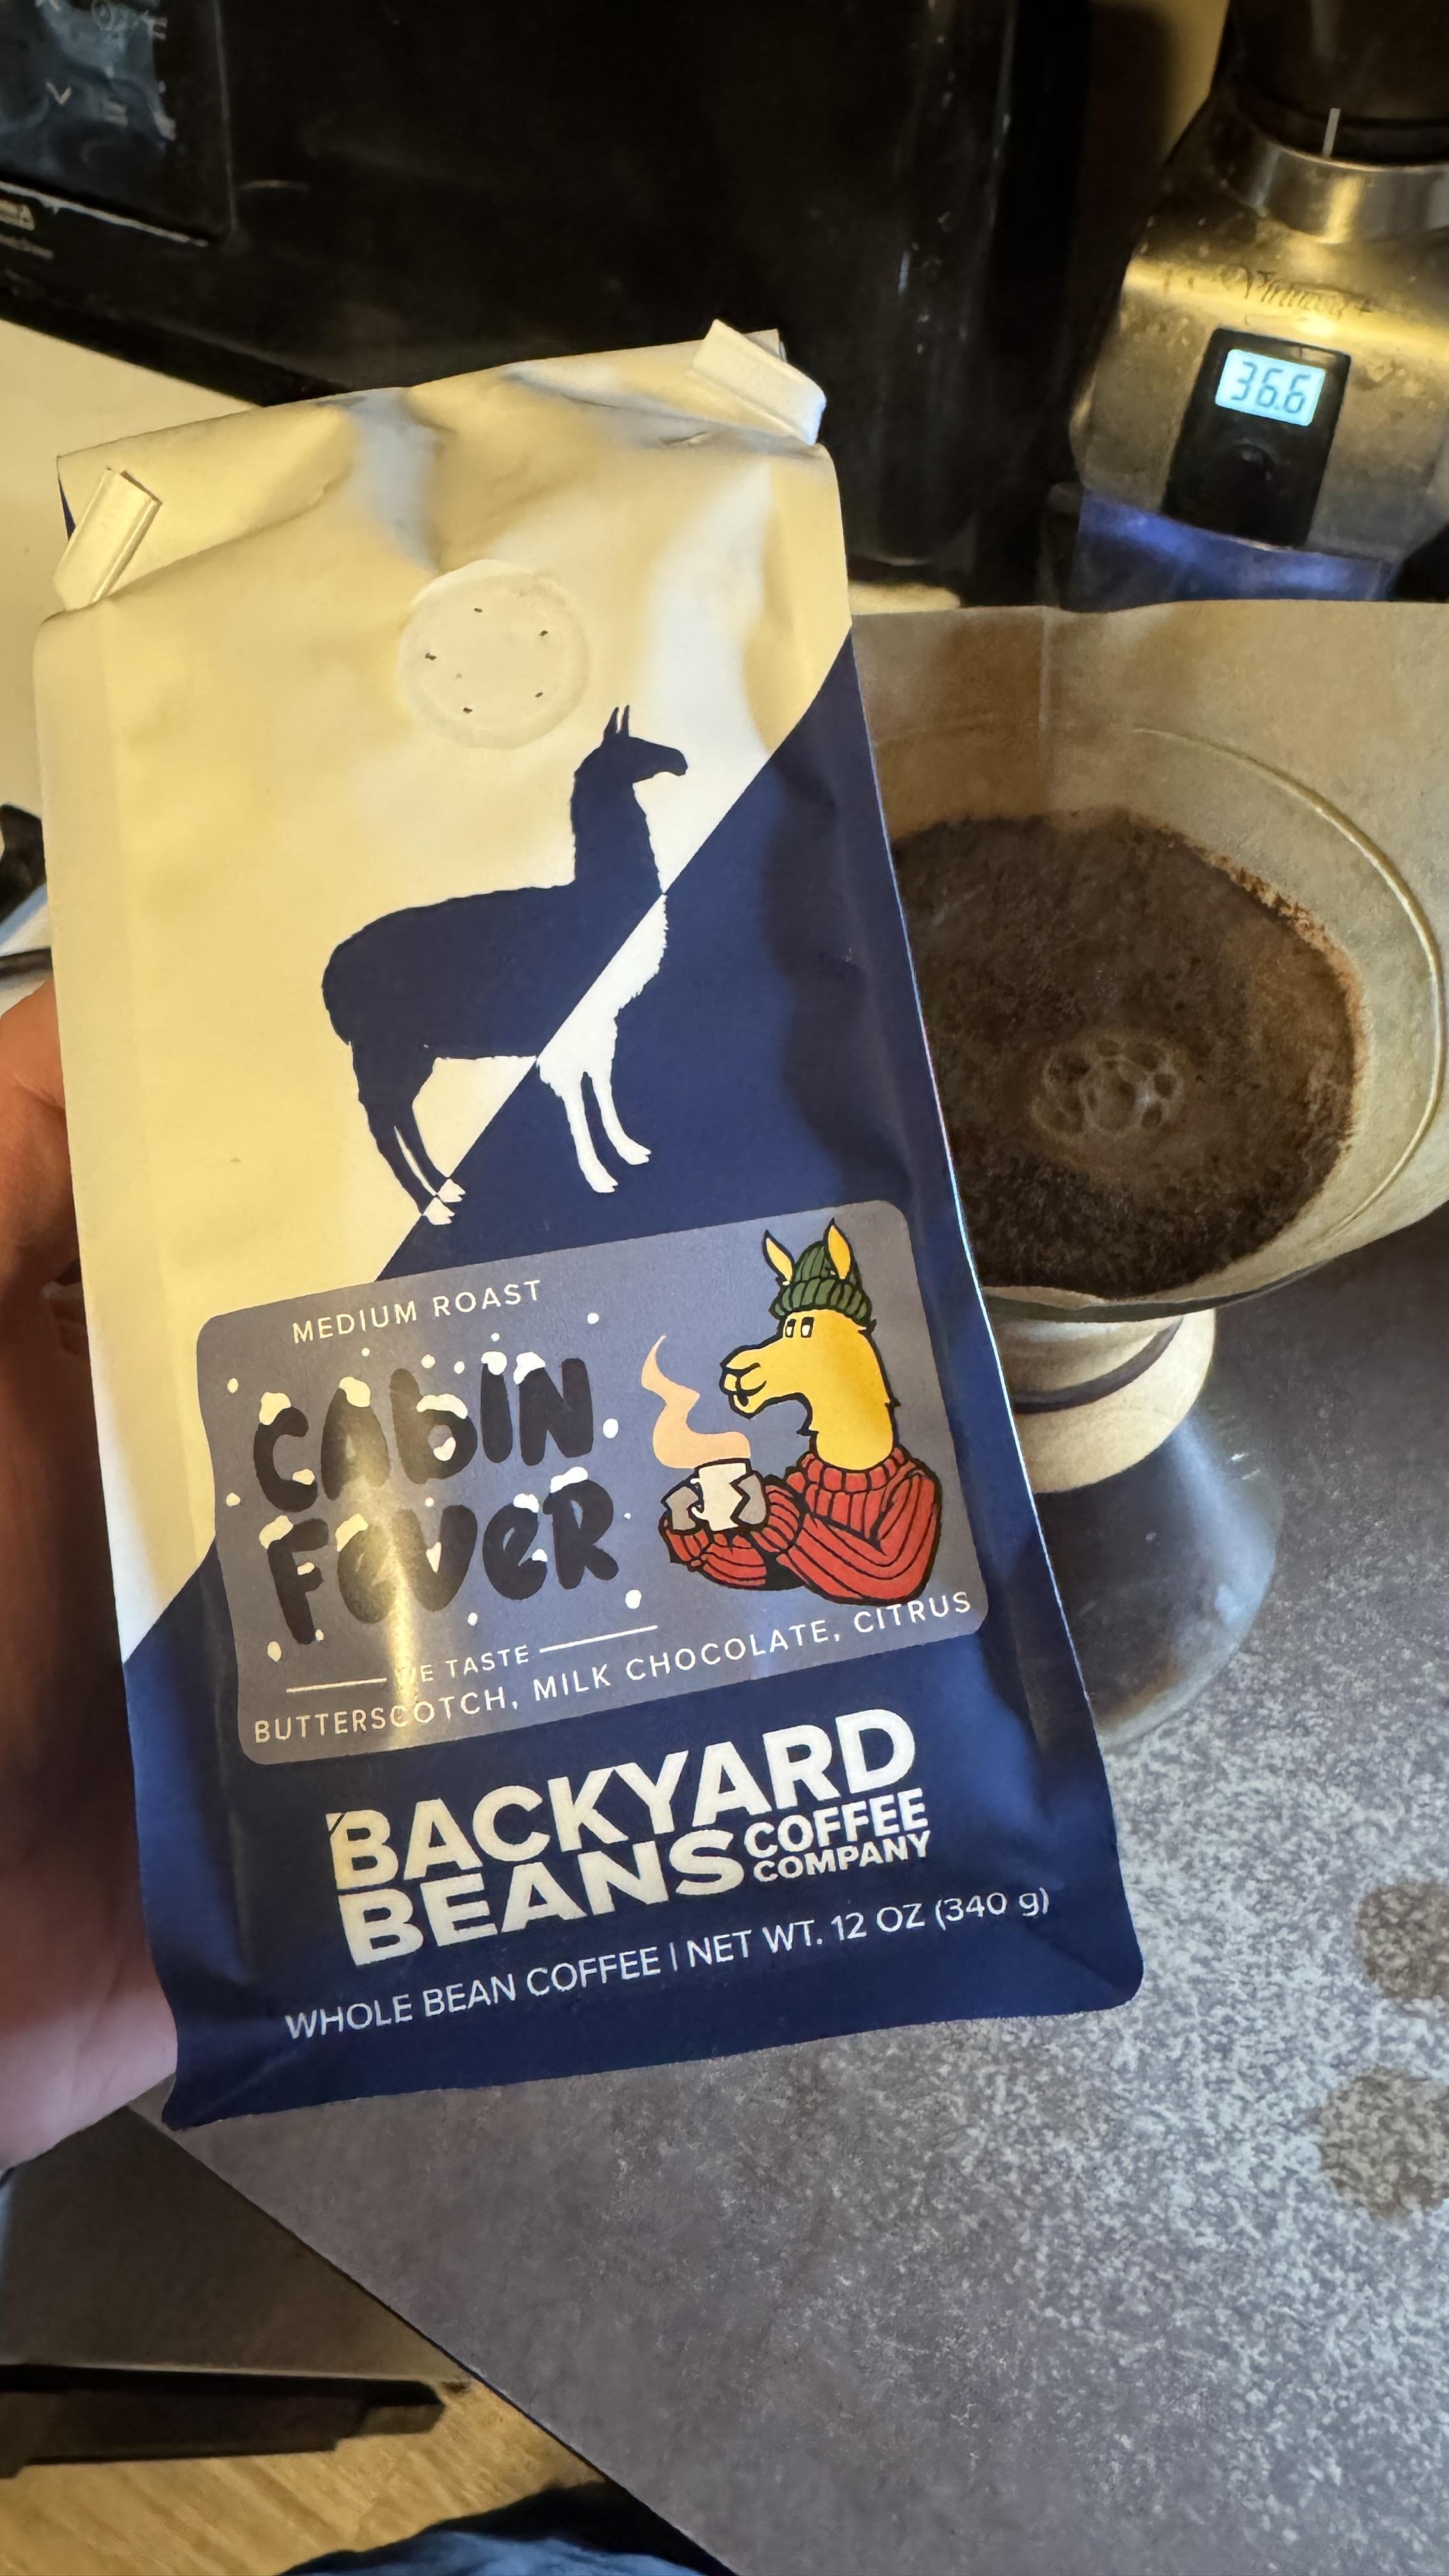 36.6
MEDIUM ROAST
CABIN
FEVER
WE TASTE
BUTTERSCOTCH, MILK CHOCOLATE, CITRUS
BACKYARD
BEANS COFFEE
COMPANY
WHOLE BEAN COFFEE | NET WT. 12 OZ (340 g)